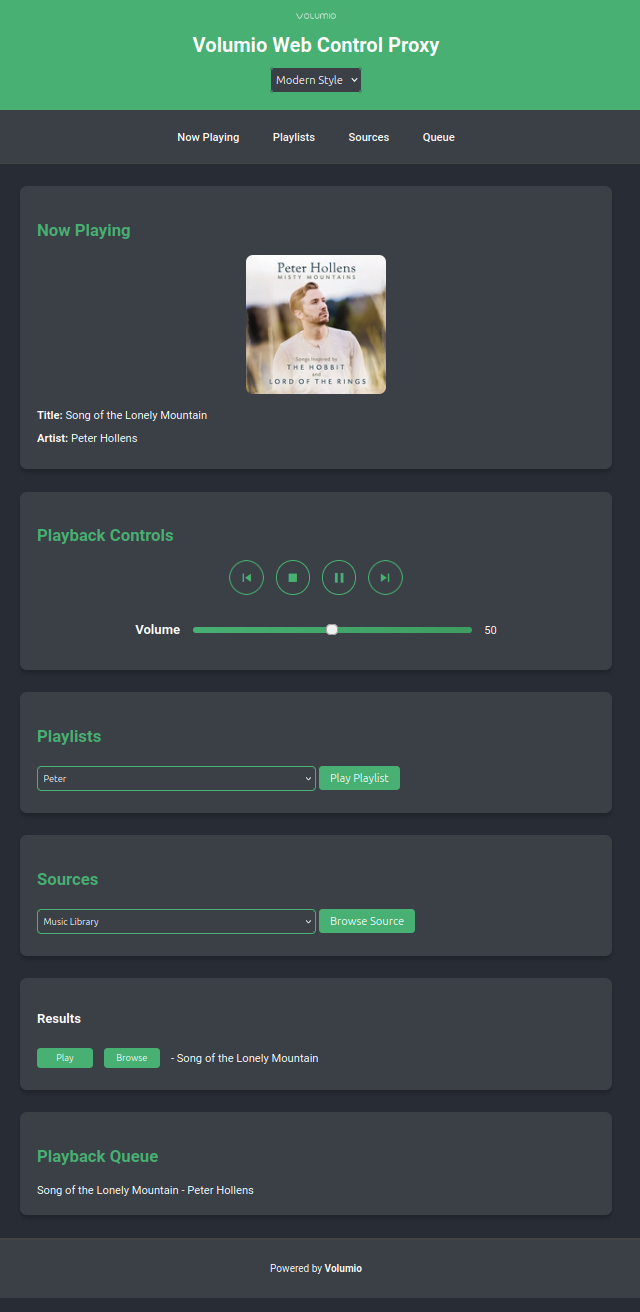 VOLUMIO
Volumio Web Control Proxy
Modern Style
Now Playing Playlists Sources Queue
Now Playing
Peter Hollens
MISTY MOUNTAINS
Songs inspired by
THE HOBBIT
and
LORD OF THE RINGS
Title: Song of the Lonely Mountain
Artist: Peter Hollens
Playback Controls
Volume 50
Playlists
Peter Play Playlist
Sources
Music Library Browse Source
Results
Play Browse - Song of the Lonely Mountain
Playback Queue
Song of the Lonely Mountain - Peter Hollens
Powered by Volumio